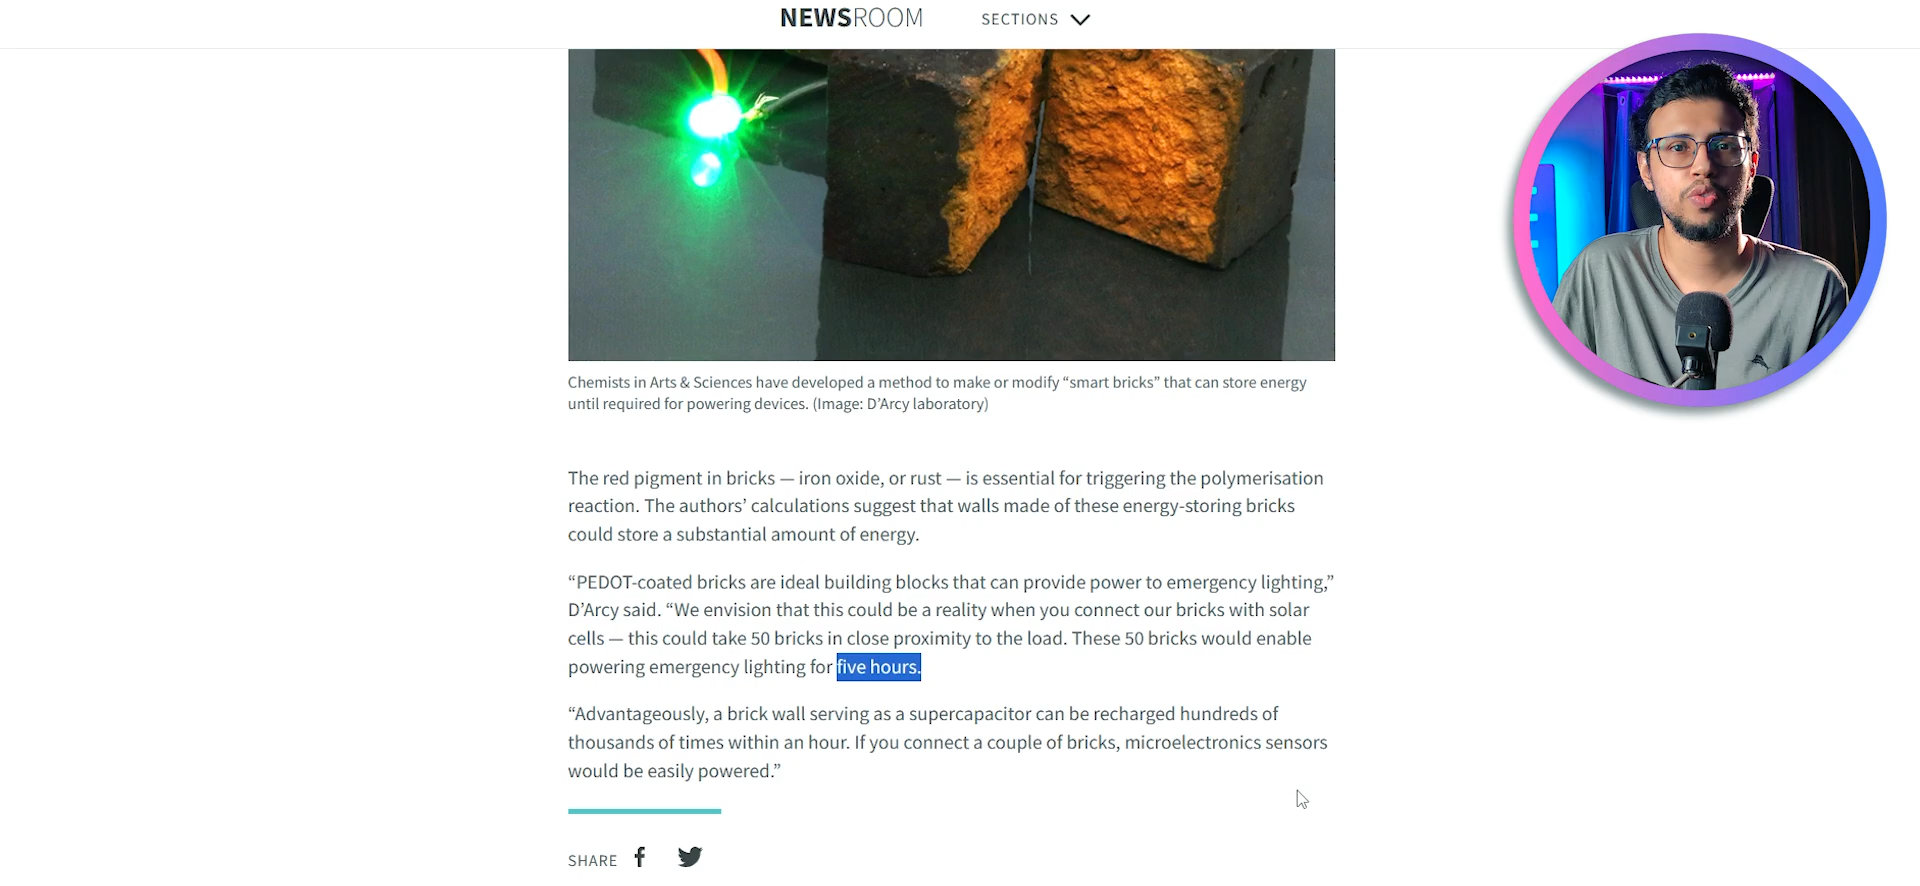 NEWSROOM
SECTIONS
Chemists in Arts & Sciences have developed a method to make or modify “smart bricks” that can store energy
until required for powering devices. (Image: D’Arcy laboratory)
The red pigment in bricks — iron oxide, or rust — is essential for triggering the polymerisation
reaction. The authors’ calculations suggest that walls made of these energy-storing bricks
could store a substantial amount of energy.
“PEDOT-coated bricks are ideal building blocks that can provide power to emergency lighting,”
D’Arcy said. “We envision that this could be a reality when you connect our bricks with solar
cells — this could take 50 bricks in close proximity to the load. These 50 bricks would enable
powering emergency lighting for five hours.
“Advantageously, a brick wall serving as a supercapacitor can be recharged hundreds of
thousands of times within an hour. If you connect a couple of bricks, microelectronics sensors
would be easily powered.”
SHARE